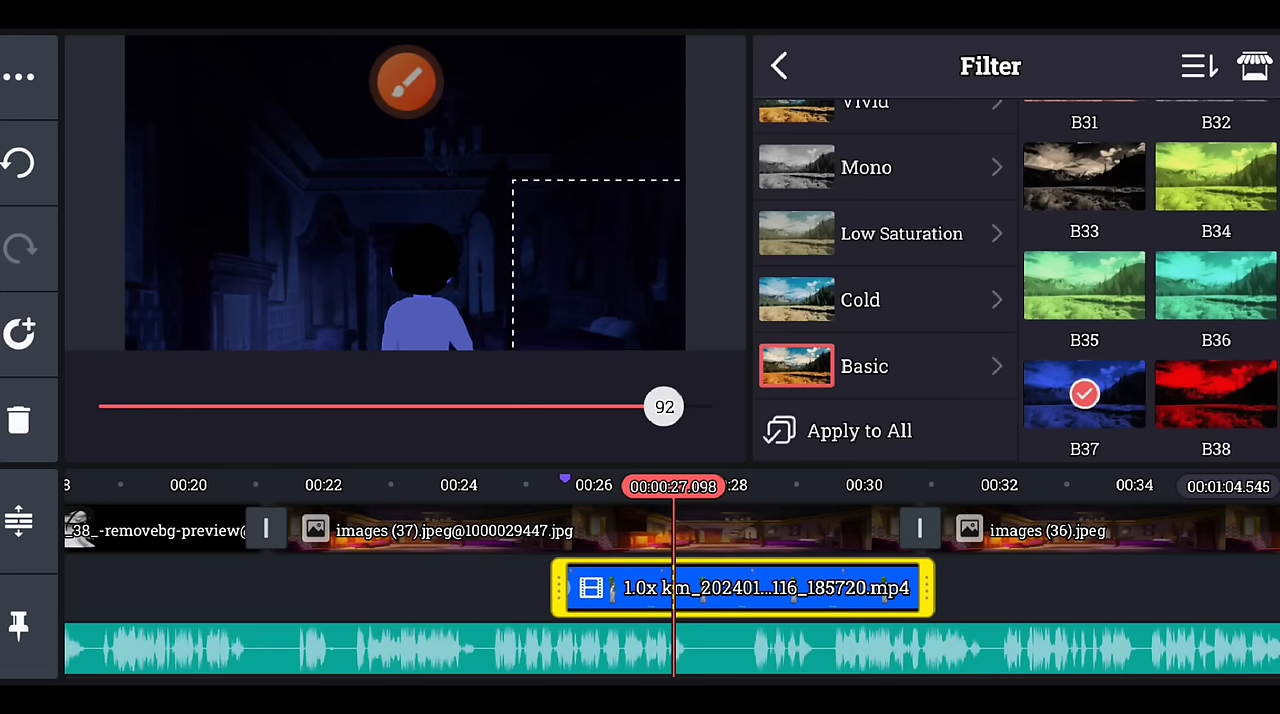 Filter
Vivid
Mono
Low Saturation
Cold
Basic
Apply to All
B31
B32
B33
B34
B35
B36
B37
B38
92
8
00:20
00:22
00:24
00:26
00:00:27.098
:28
00:30
00:32
00:34
00:01:04.545
_38_-removebg-preview(
images (37).jpeg@1000029447.jpg
images (36).jpeg
1.0x km_202401...116_185720.mp4